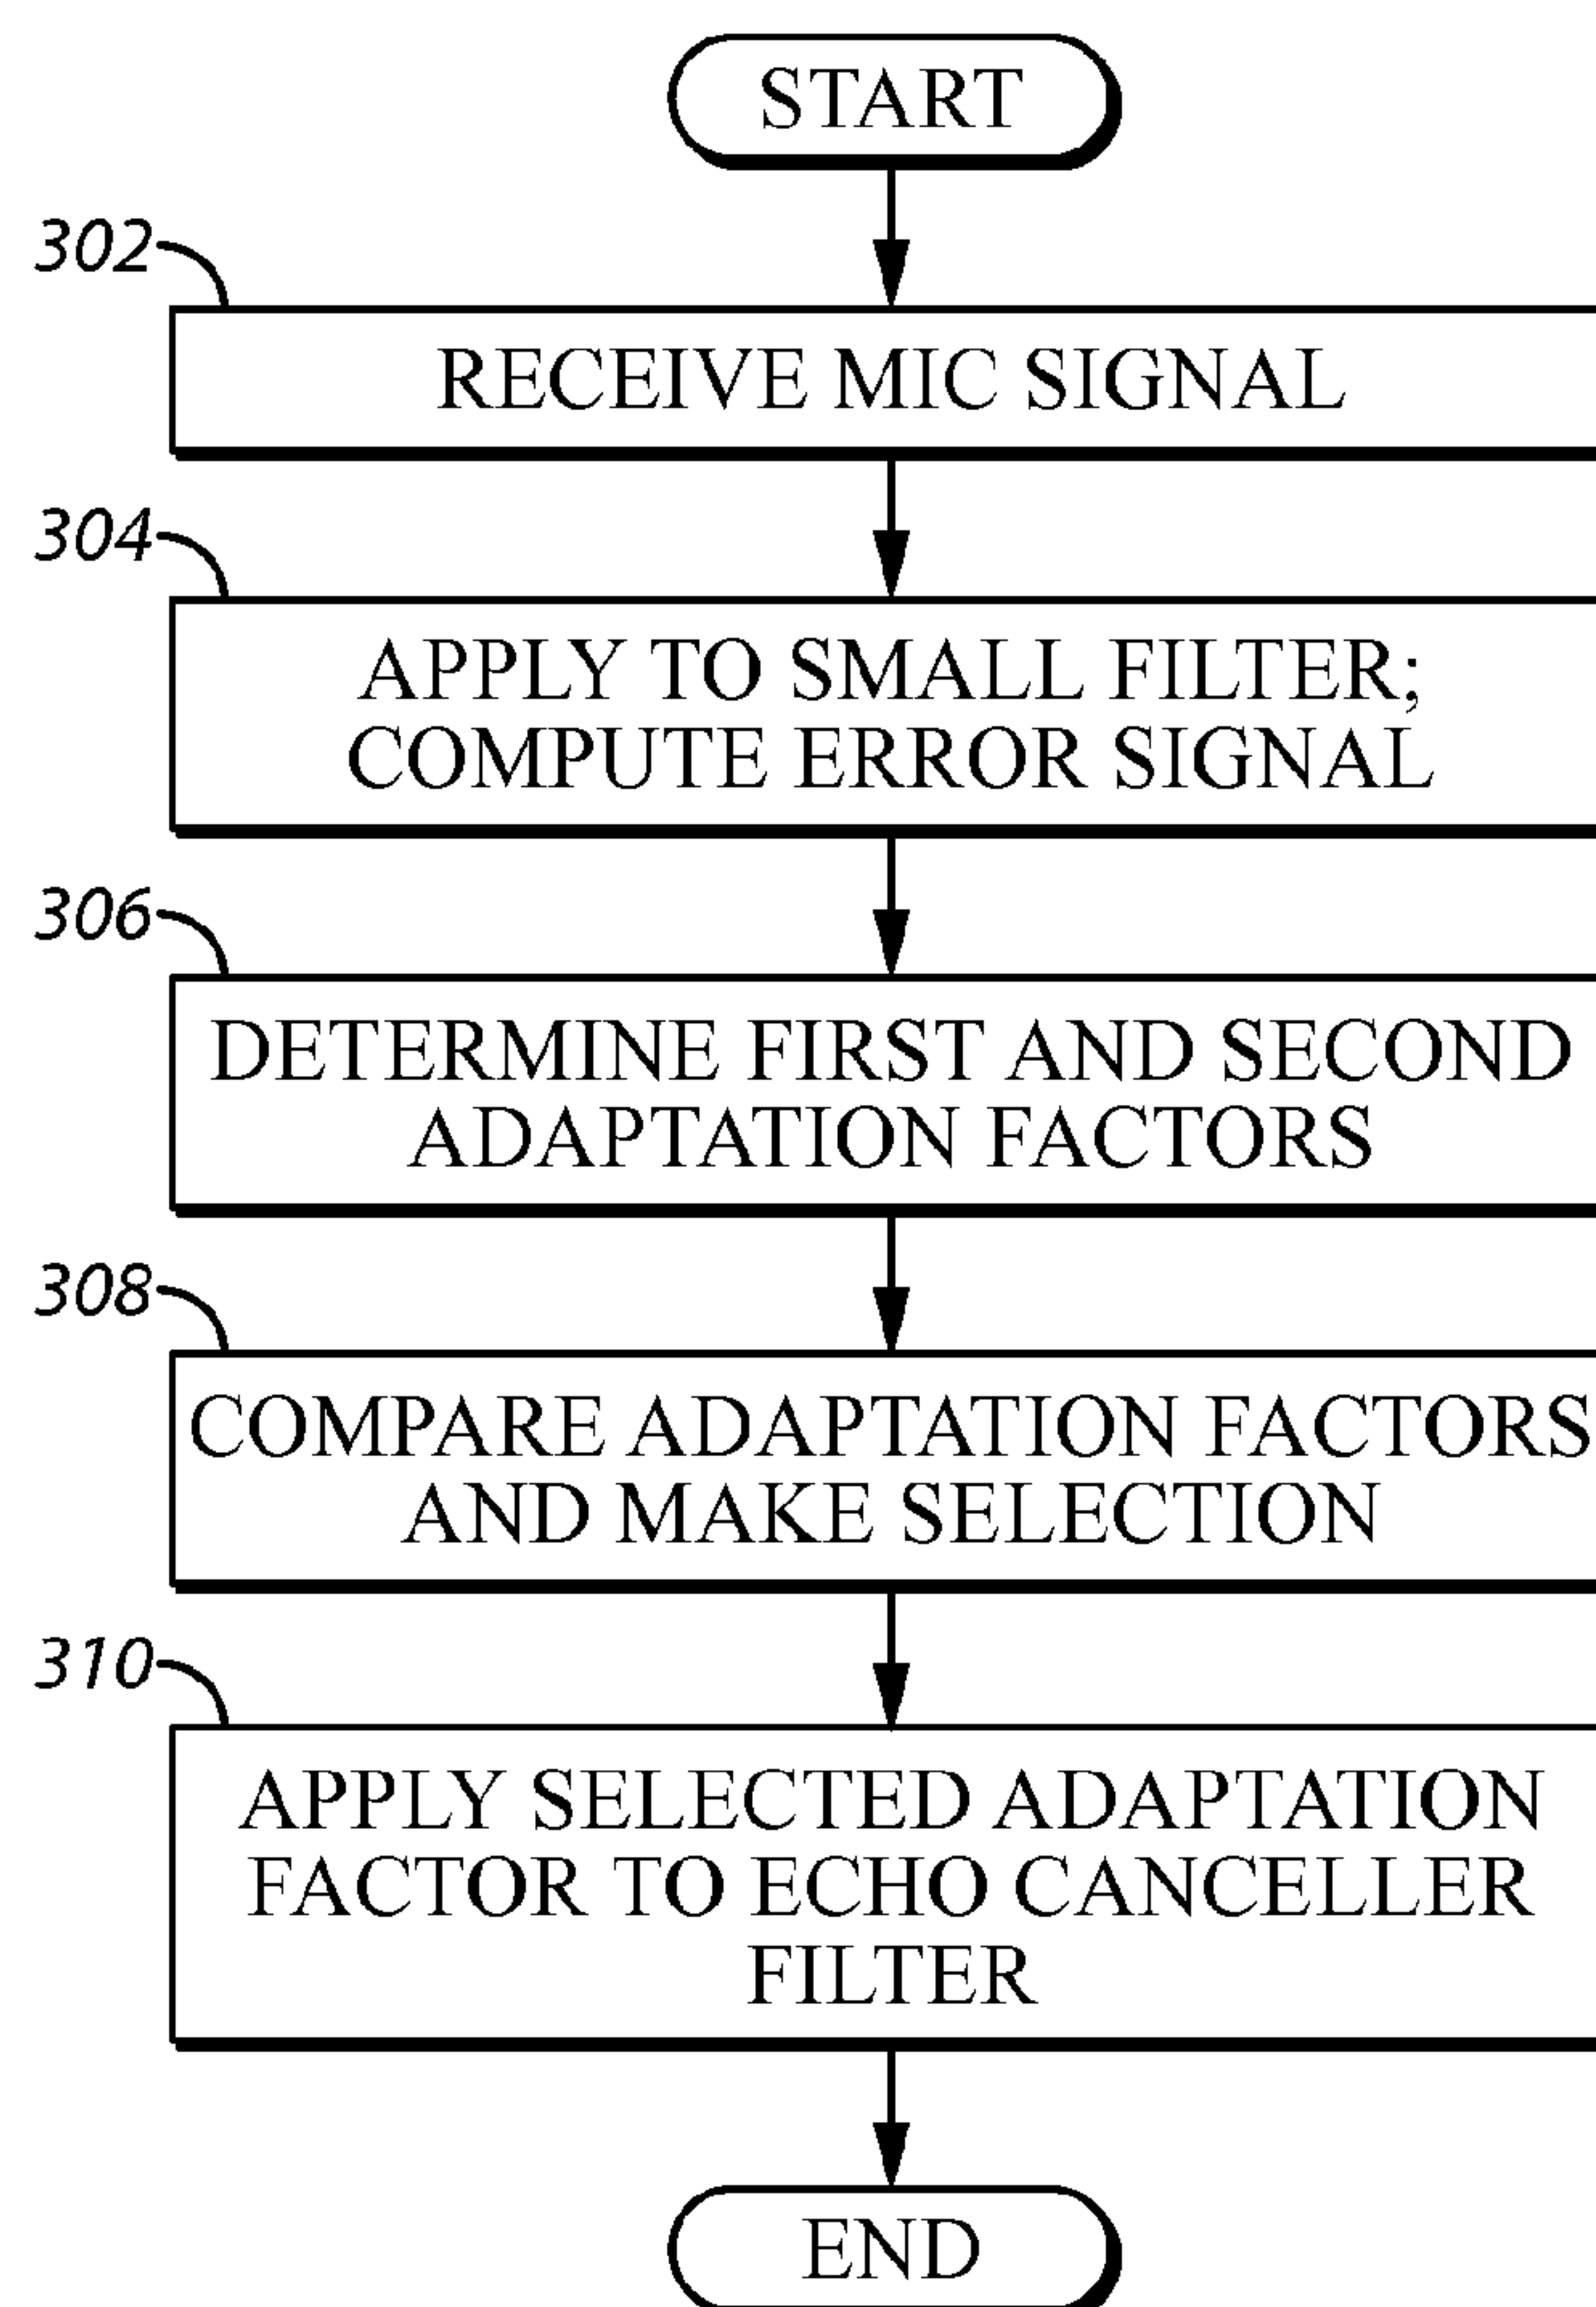 START
302
RECEIVE MIC SIGNAL
304
APPLY TO SMALL FILTER;
COMPUTE ERROR SIGNAL
306
DETERMINE FIRST AND SECOND
ADAPTATION FACTORS
308
COMPARE ADAPTATION FACTORS
AND MAKE SELECTION
310
APPLY SELECTED ADAPTATION
FACTOR TO ECHO CANCELLER
FILTER
END